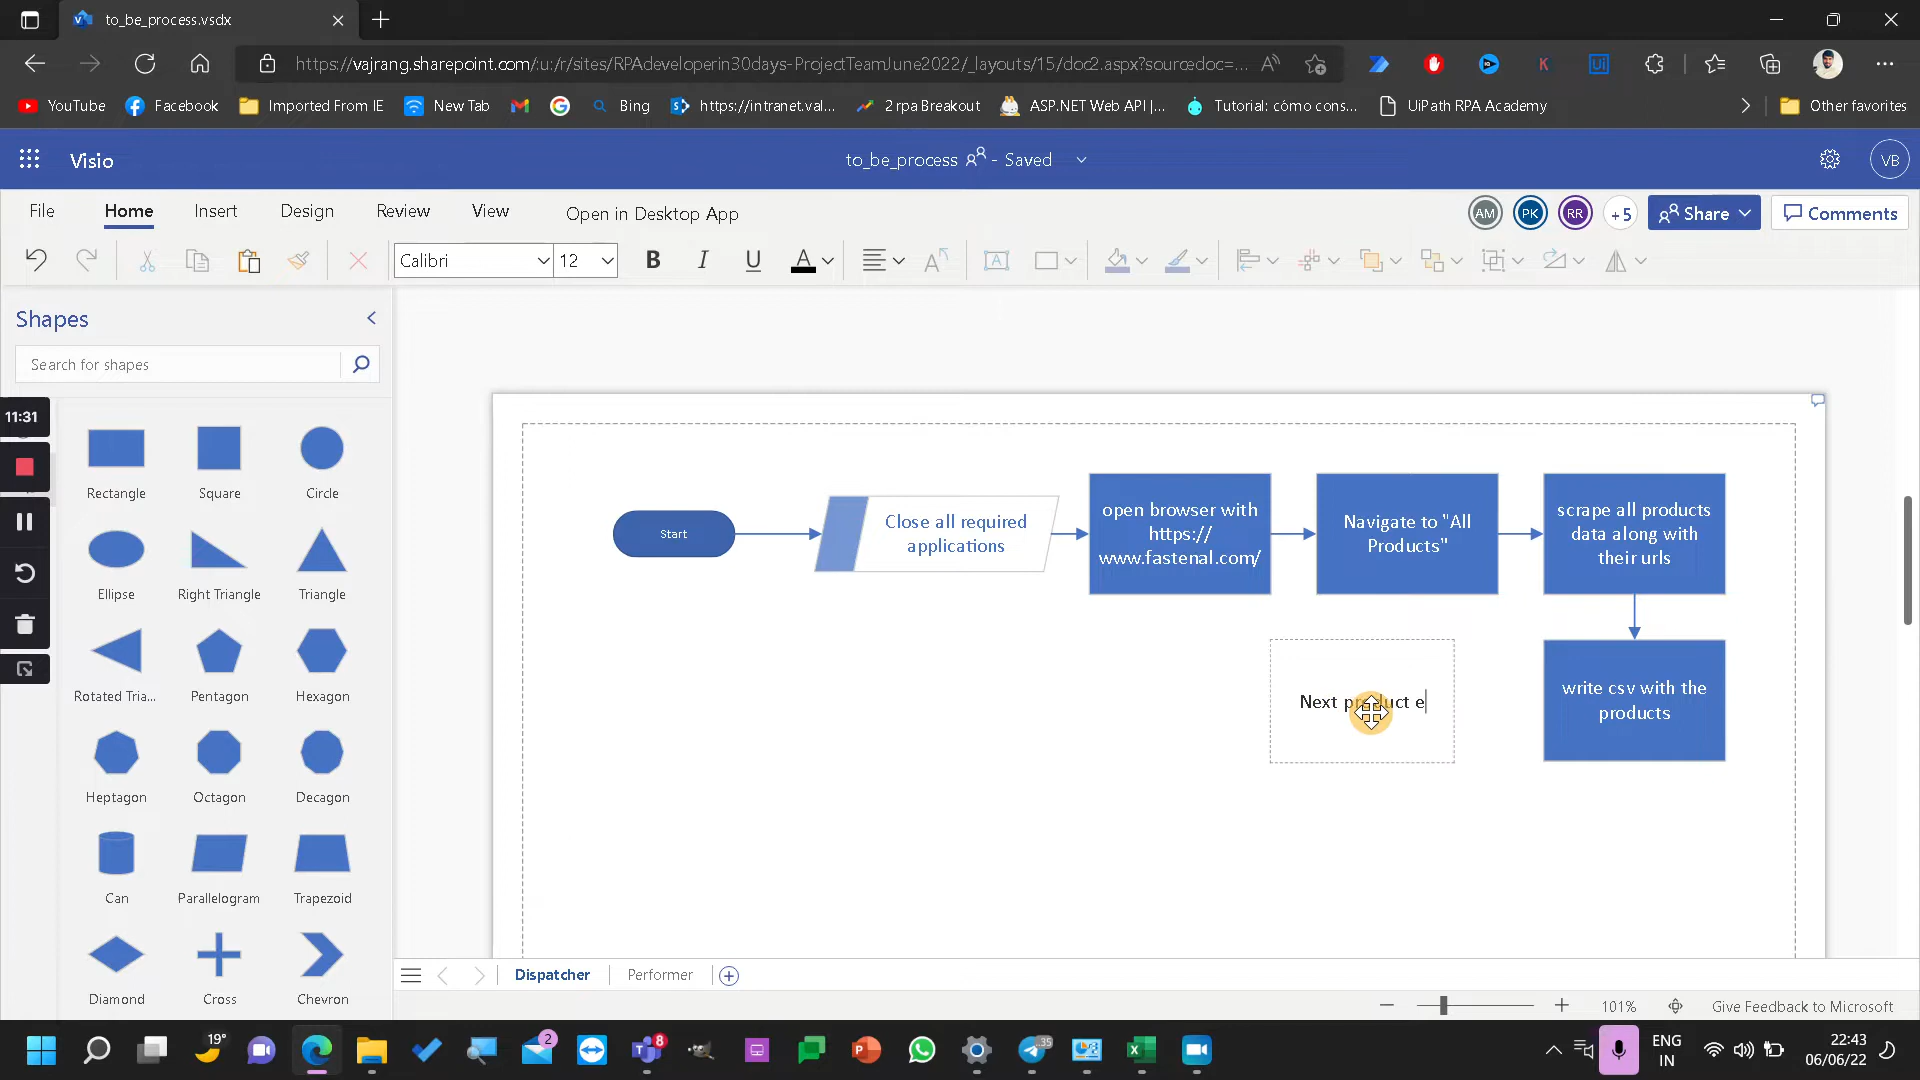 to_be_process.vsdx
https://vajrang.sharepoint.com/:u:/r/sites/RPAdeveloperin30days-ProjectTeamJune2022/_layouts/15/doc2.aspx?sourcedoc=...
YouTube
Facebook
Imported From IE
New Tab
Bing
https://intranet.val...
2 rpa Breakout
ASP.NET Web API |...
Tutorial: cómo cons...
UiPath RPA Academy
Other favorites
Visio
to_be_process - Saved
VB
File
Home
Insert
Design
Review
View
Open in Desktop App
AM
PK
RR
+5
Share
Comments
Calibri
12
B
I
U
A
Shapes
Search for shapes
11:31
Rectangle
Square
Circle
Ellipse
Right Triangle
Triangle
Rotated Tria...
Pentagon
Hexagon
Heptagon
Octagon
Decagon
Can
Parallelogram
Trapezoid
Diamond
Cross
Chevron
Start
Close all required
applications
open browser with
https://
www.fastenal.com/
Navigate to "All
Products"
scrape all products
data along with
their urls
Next product e
write csv with the
products
Dispatcher
Performer
101%
Give Feedback to Microsoft
19°
2
8
35
ENG
IN
22:43
06/06/22